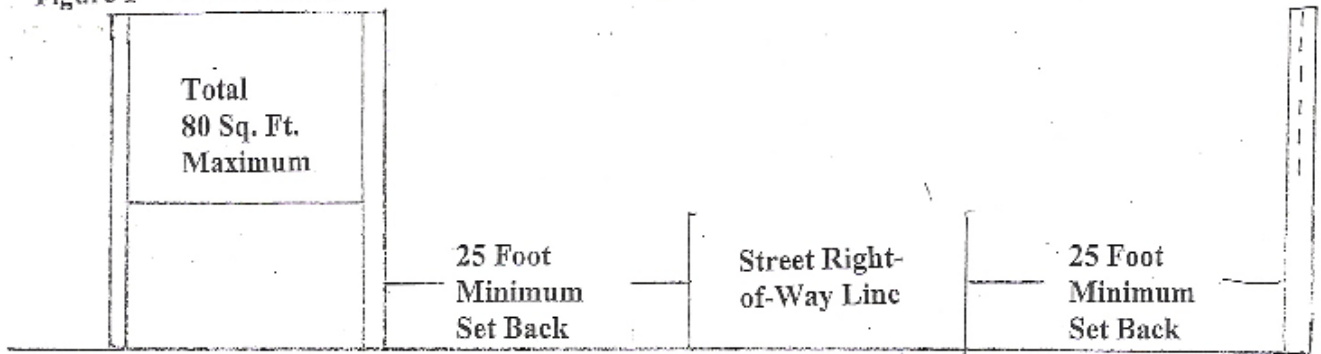 Total
80 Sq. Ft.
Maximum
25 Foot
Minimum
Set Back
Street Right-
of-Way Line
25 Foot
Minimum
Set Back